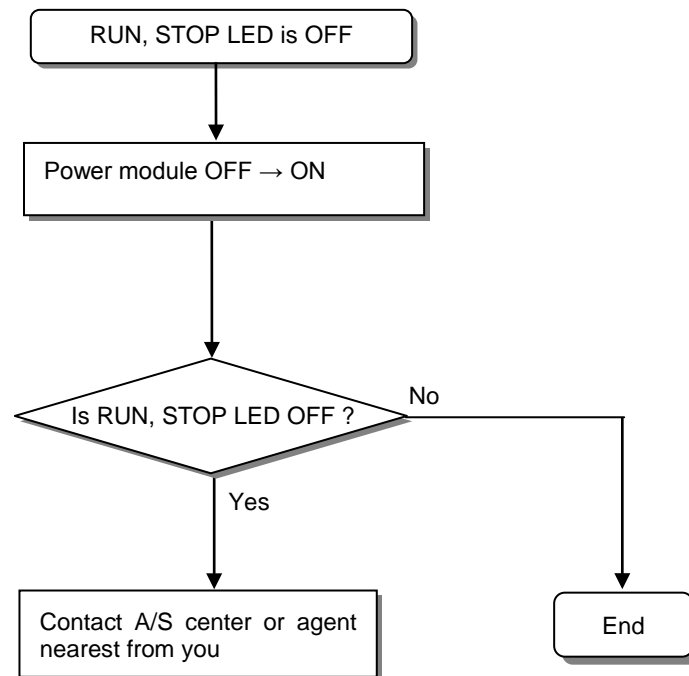 RUN, STOP LED is OFF
Power module OFF → ON
Is RUN, STOP LED OFF ?
No
Yes
Contact A/S center or agent
nearest from you
End